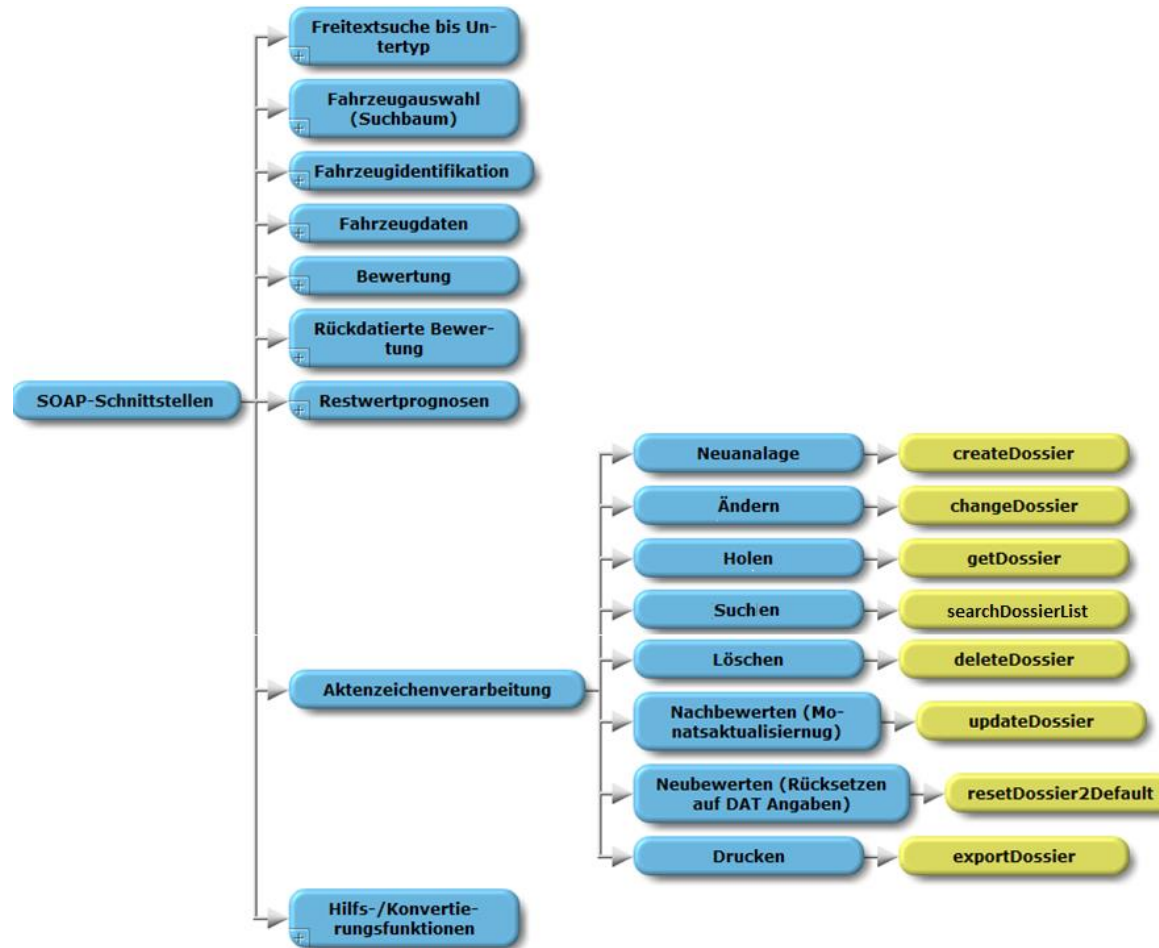 Freitextsuche bis Un-
tertyp
Fahrzeugauswahl
(Suchbaum)
Fahrzeugidentifikation
Fahrzeugdaten
Bewertung
Rückdatierte Bewer-
tung
SOAP-Schnittstellen
Restwertprognosen
Neuanalage
createDossier
Ändern
changeDossier
Holen
getDossier
Suchen
searchDossierList
Löschen
deleteDossier
Aktenzeichenverarbeitung
Nachbewerten (Mo-
natsaktualisiernug)
updateDossier
Neubewerten (Rücksetzen
auf DAT Angaben)
resetDossier2Default
Drucken
exportDossier
Hilfs-/Konvertie-
rungsfunktionen